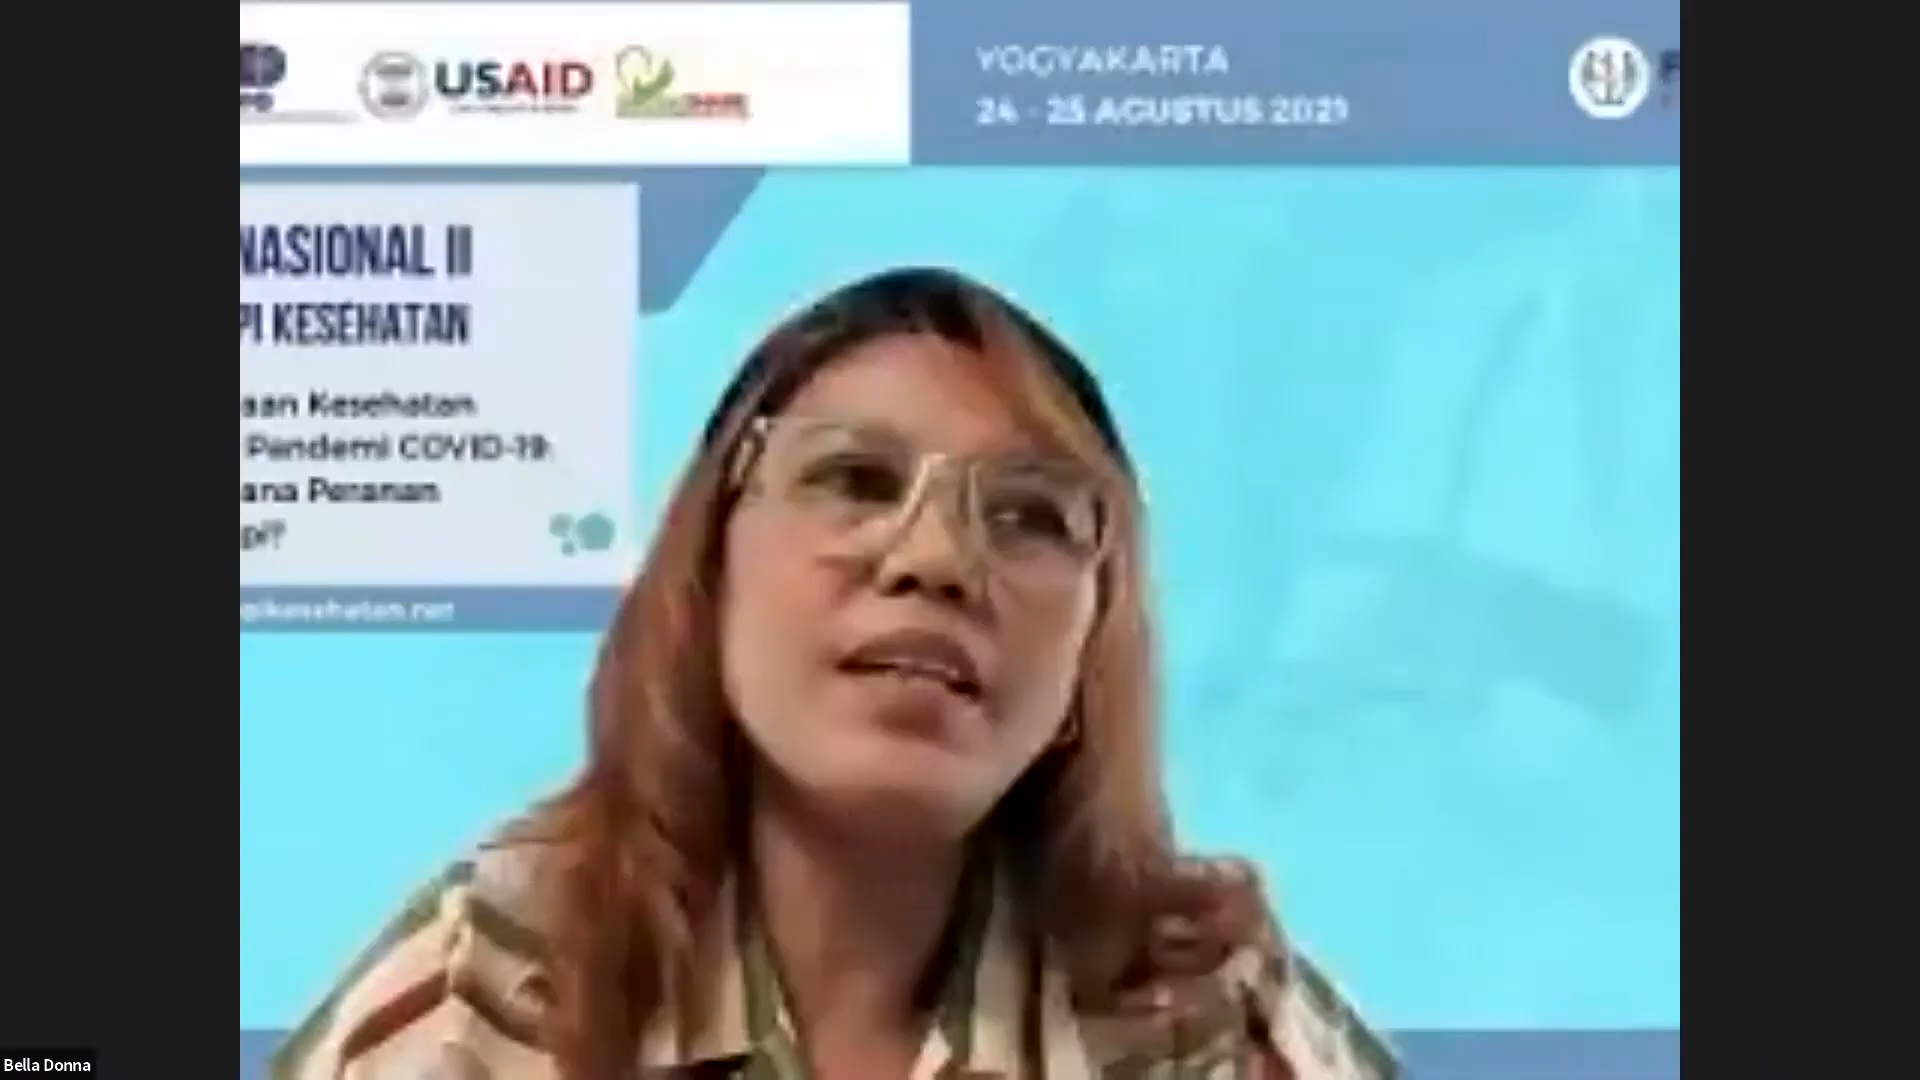 USAID
YOGYAKARTA
24 - 25 AGUSTUS 2021
NASIONAL II
PI KESEHATAN
aan Kesehatan
Pandemi COVID-19:
ana Peranan
pi?
pikesehatan.net
Bella Donna